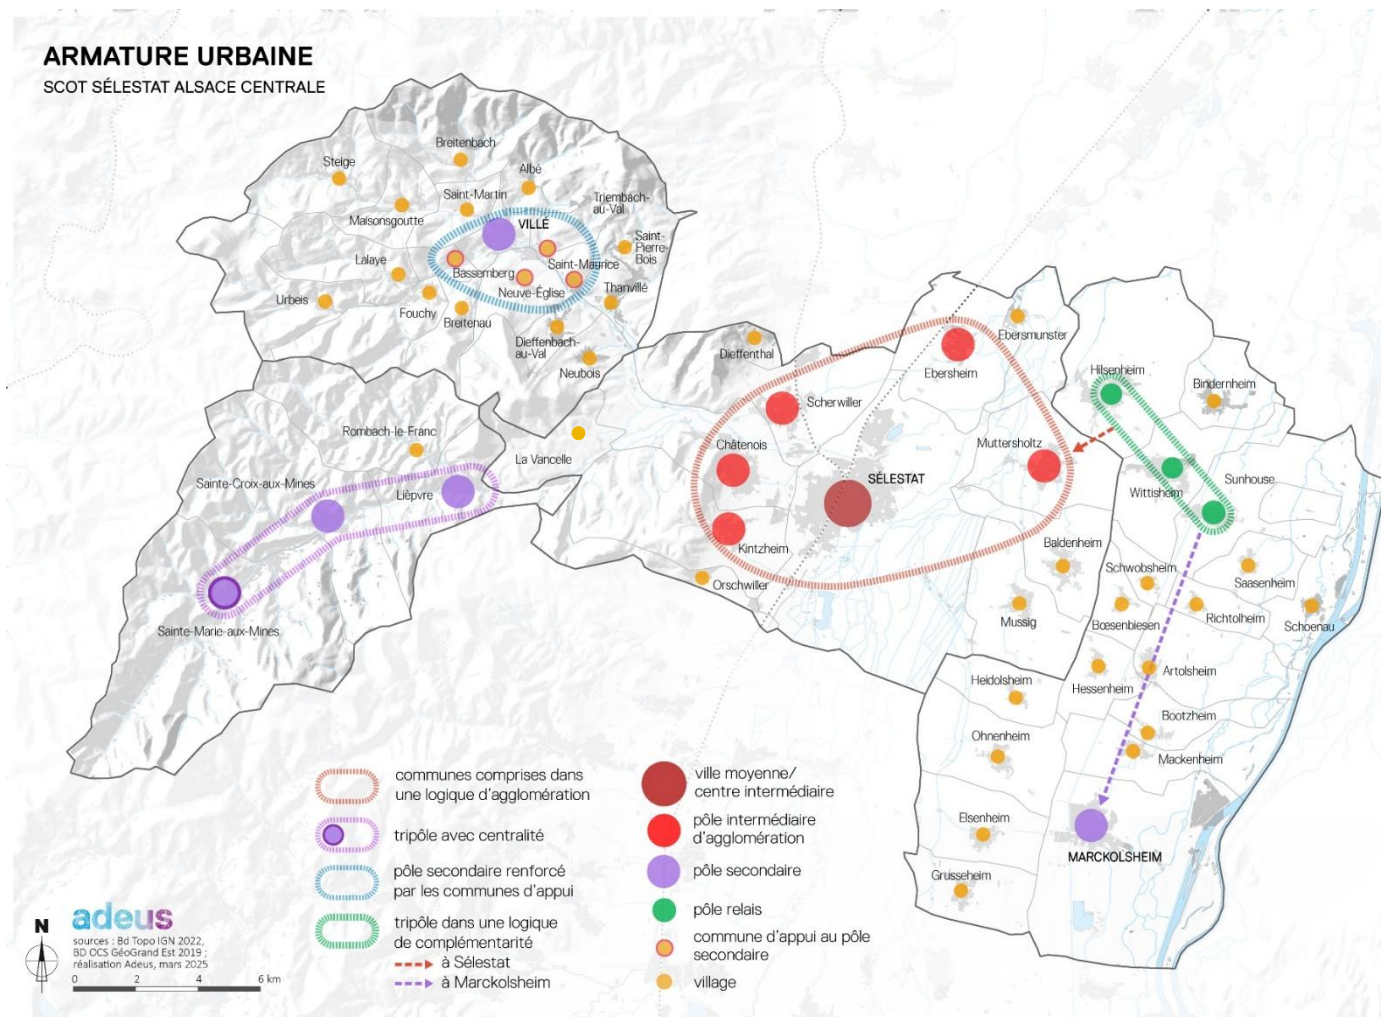 ARMATURE URBAINE
SCOT SÉLESTAT ALSACE CENTRALE
Breitenbach
Steige
Albé
Saint-Martin
Triembach-
au-Val
Maisonsgoutte
VILLÉ
Saint-
Pierre-
Bois
Lalaye
Bassemberg
Saint-Maurice
Neuve-Église
Thanvillé
Urbeis
Fouchy
Breitenau
Dieffenbach-
au-Val
Neubois
Dieffenthal
Ebersmunster
Ebersheim
Hilsenheim
Bindernheim
Scherwiller
Rombach-le-Franc
La Vancelle
Châtenois
Muttersholtz
Sainte-Croix-aux-Mines
Lièpvre
SÉLESTAT
Wittisheim
Sunhouse
Kintzheim
Baldenheim
Orschwiller
Schwobsheim
Saasenheim
Sainte-Marie-aux-Mines
Mussig
Bœsenbiesen
Richtolheim
Schoenau
Heidolsheim
Hessenheim
Artolsheim
Ohnenheim
Bootzheim
Mackenheim
Elsenheim
MARCKOLSHEIM
Grusseheim
communes comprises dans
une logique d'agglomération
tripôle avec centralité
pôle secondaire renforcé
par les communes d'appui
tripôle dans une logique
de complémentarité
à Sélestat
à Marckolsheim
ville moyenne/
centre intermédiaire
pôle intermédiaire
d'agglomération
pôle secondaire
pôle relais
commune d'appui au pôle
secondaire
village
N
adeus
sources : Bd Topo IGN 2022,
BD OCS GéoGrand Est 2019 ;
réalisation Adeus, mars 2025
0 2 4 6 km